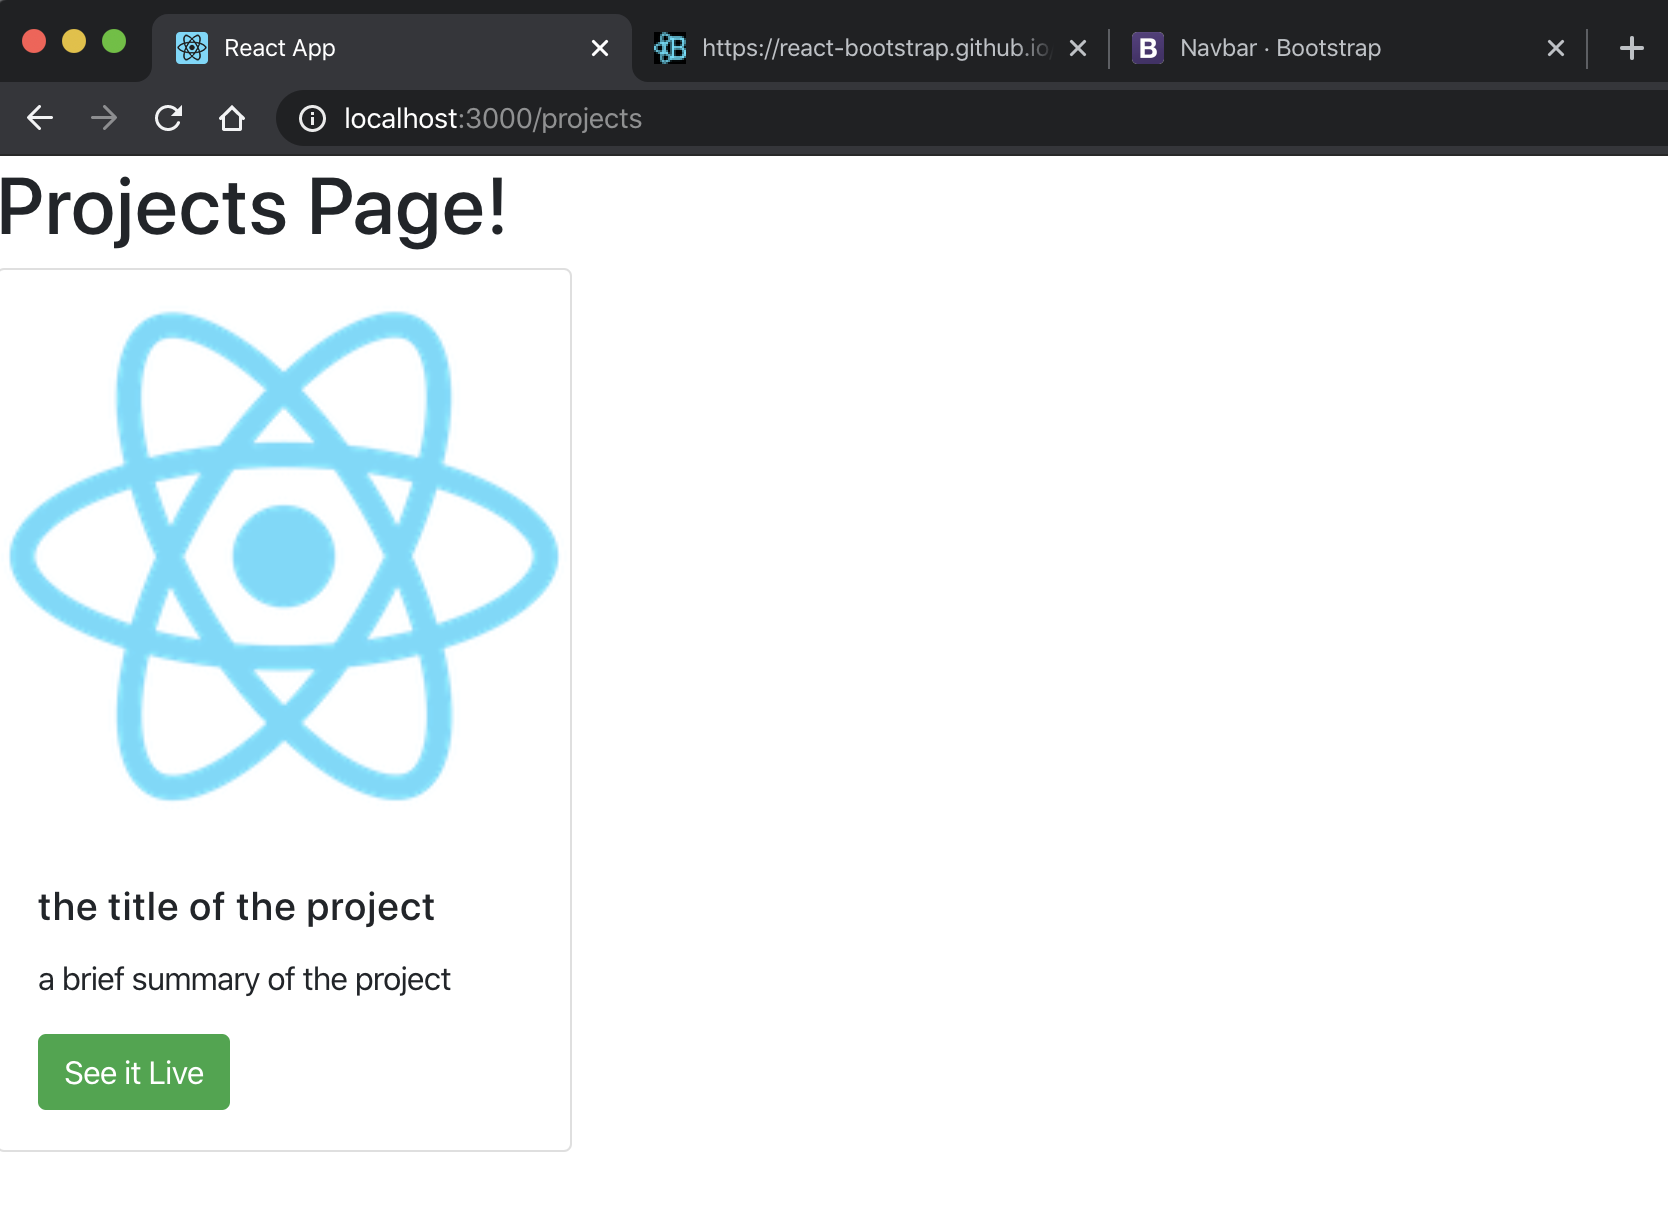 React App
https://react-bootstrap.github.io/
B Navbar · Bootstrap
localhost:3000/projects
Projects Page!
the title of the project
a brief summary of the project
See it Live